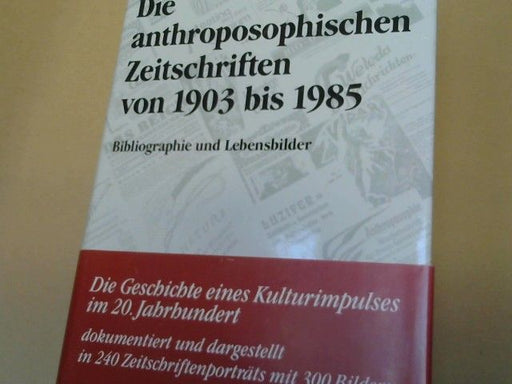 Die
anthroposophischen
Zeitschriften
von 1903 bis 1985
Bibliographie und Lebensbilder
Die Geschichte eines Kulturimpulses
im 20. Jahrhundert
dokumentiert und dargestellt
in 240 Zeitschriftenporträts mit 300 Bildern